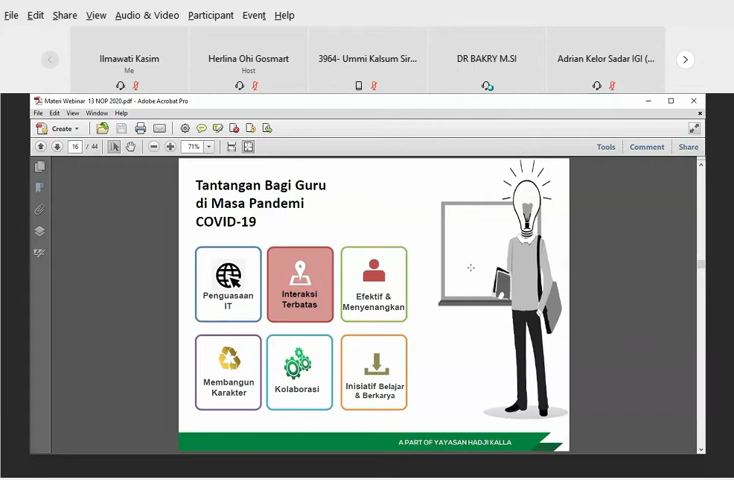 File Edit Share View Audio & Video Participant Event Help
Ilmawati Kasim
Me
Herlina Ohi Gosmart
Host
3964- Ummi Kalsum Sir...
DR BAKRY M.SI
Adrian Kelor Sadar IGI (...
Materi Webinar 13 NOP 2020.pdf - Adobe Acrobat Pro
File Edit View Window Help
Create
16 / 44
71%
Tools Comment Share
Tantangan Bagi Guru
di Masa Pandemi
COVID-19
Penguasaan
IT
Interaksi
Terbatas
Efektif &
Menyenangkan
Membangun
Karakter
Kolaborasi
Inisiatif Belajar
& Berkarya
A PART OF YAYASAN HADJI KALLA